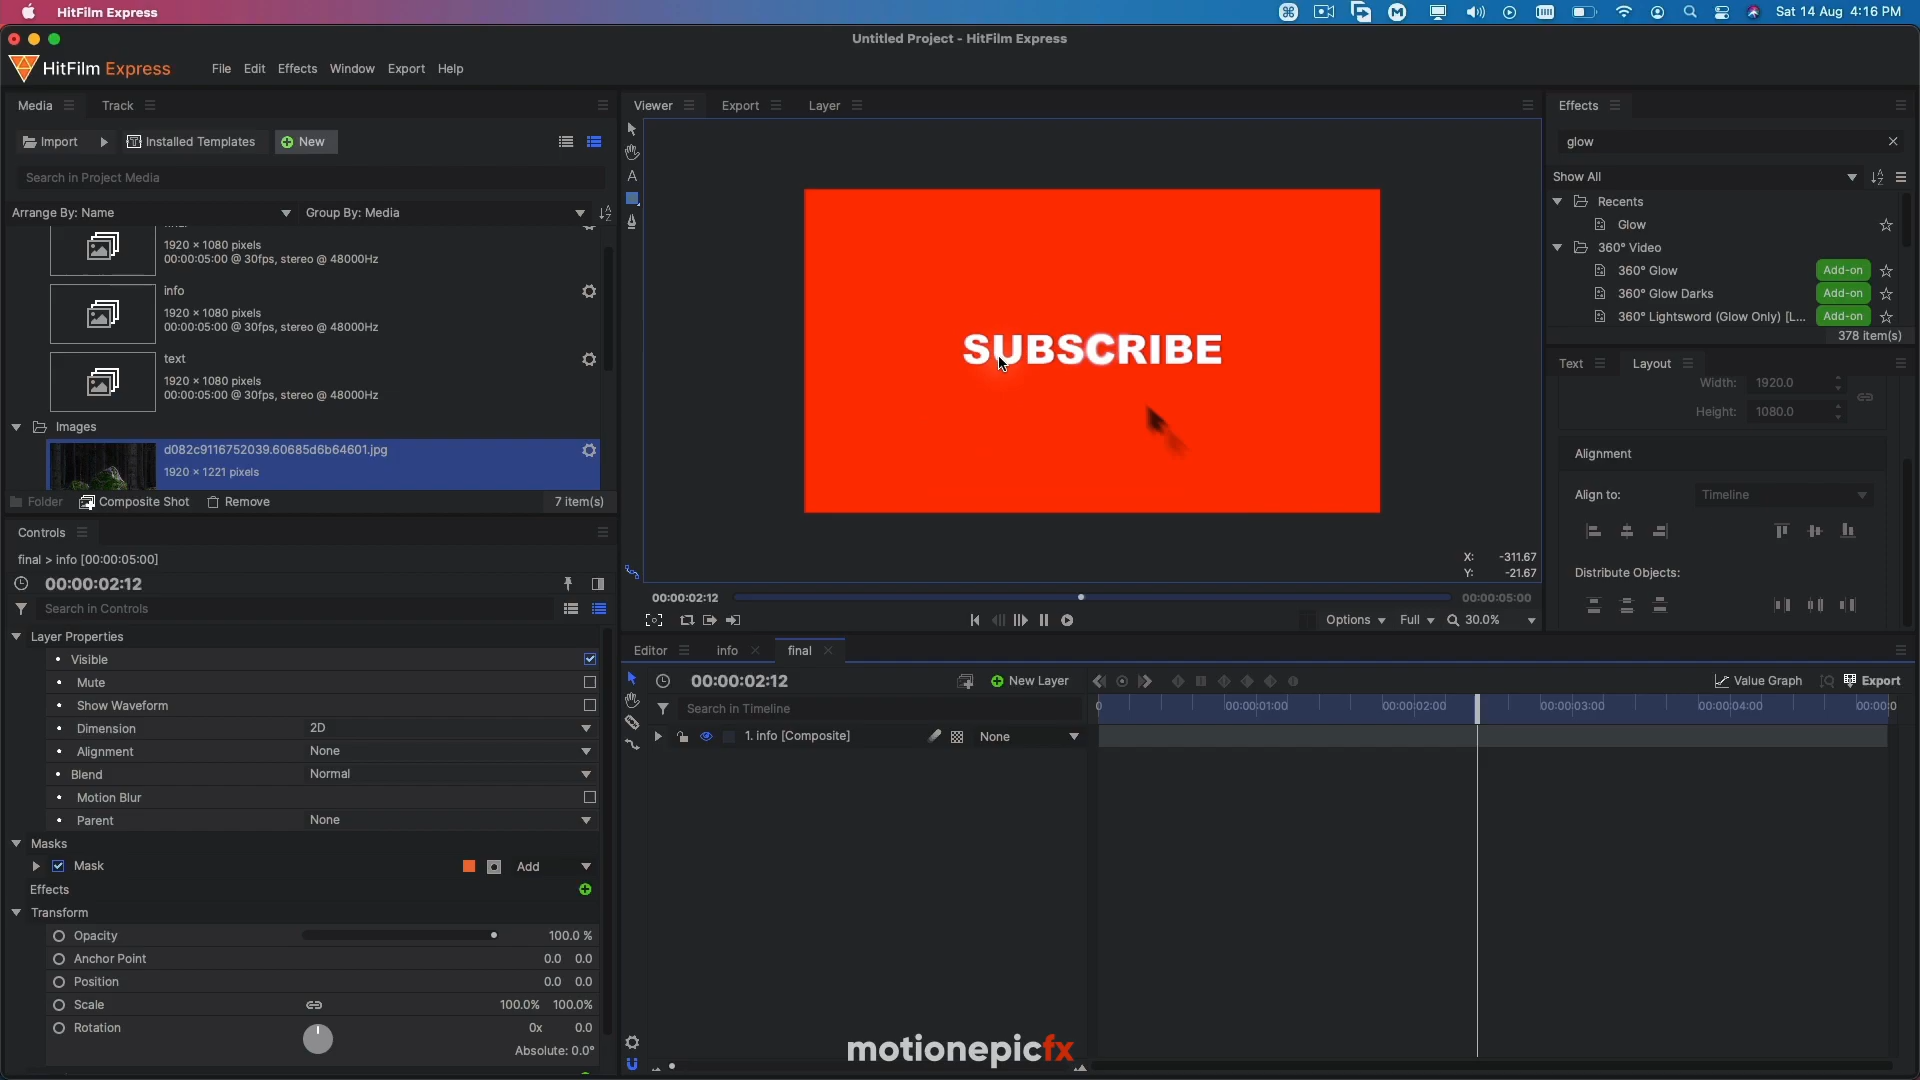 HitFilm Express
Sat 14 Aug 4:16 PM
Untitled Project - HitFilm Express
HitFilm Express
File Edit Effects Window Export Help
Media
Track
Import
Installed Templates
New
Search in Project Media
Arrange By: Name
Group By: Media
1920 × 1080 pixels
00:00:05:00 @ 30fps, stereo @ 48000Hz
info
1920 × 1080 pixels
00:00:05:00 @ 30fps, stereo @ 48000Hz
text
1920 × 1080 pixels
00:00:05:00 @ 30fps, stereo @ 48000Hz
Images
d082c9116752039.60685d6b64601.jpg
1920 × 1221 pixels
Folder
Composite Shot
Remove
7 item(s)
Controls
final > info [00:00:05:00]
00:00:02:12
Search in Controls
Layer Properties
Visible
Mute
Show Waveform
Dimension 2D
Alignment None
Blend Normal
Motion Blur
Parent None
Masks
Mask Add
Effects
Transform
Opacity 100.0 %
Anchor Point 0.0 0.0
Position 0.0 0.0
Scale 100.0% 100.0%
Rotation 0x 0.0
Absolute: 0.0°
Viewer
Export
Layer
A
SUBSCRIBE
X: -311.67
Y: -21.67
00:00:02:12
00:00:05:00
Options
Full
30.0%
Editor
info
final
00:00:02:12
New Layer
Value Graph
Export
Search in Timeline
0
00:00:01:00
00:00:02:00
00:00:03:00
00:00:04:00
00:00:0
1. info [Composite]
None
motionepicfx
Effects
glow
Show All
Recents
Glow
360° Video
360° Glow Add-on
360° Glow Darks Add-on
360° Lightsword (Glow Only) [L... Add-on
378 item(s)
Text
Layout
Width: 1920.0
Height: 1080.0
Alignment
Align to: Timeline
Distribute Objects: